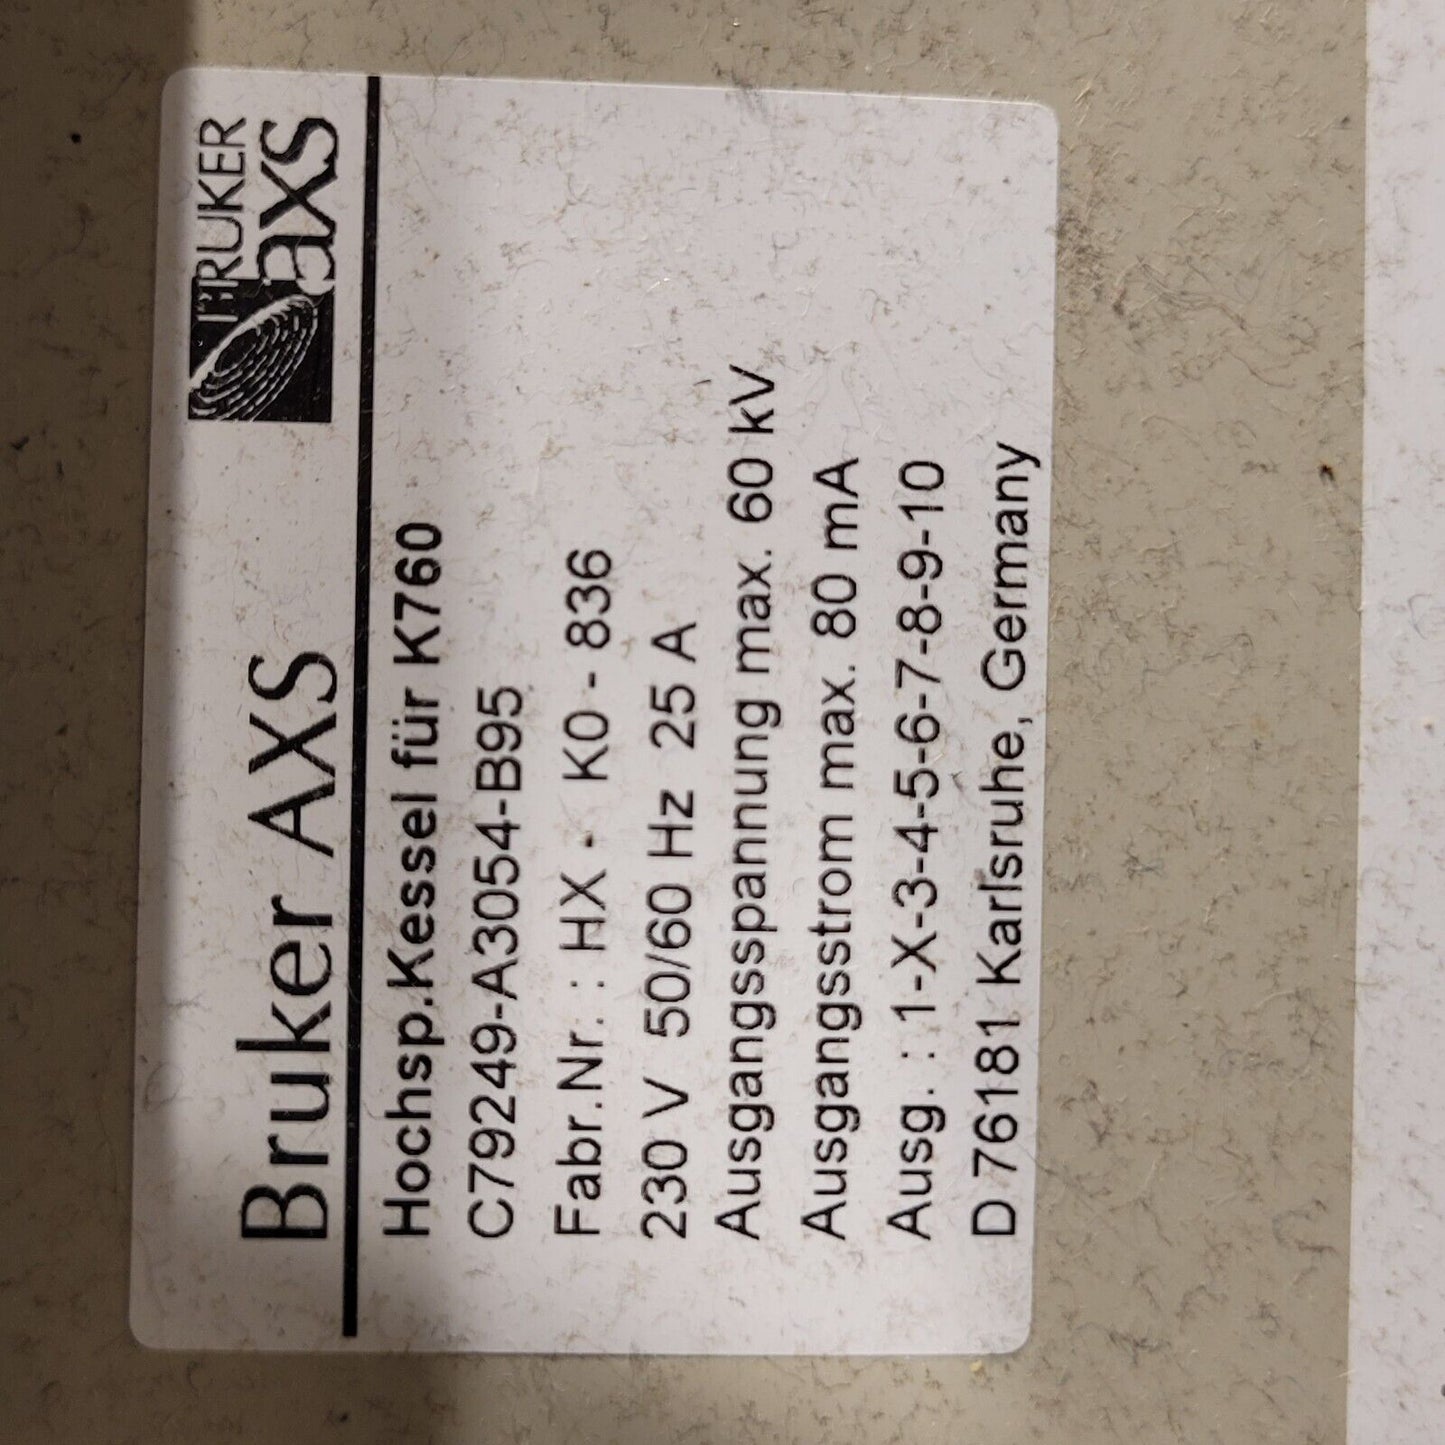 Bruker AXS
BRUKER
axs
Hochsp.Kessel für K760
C79249-A3054-B95
Fabr.Nr. : HX - K0 - 836
230 V 50/60 Hz 25 A
Ausgangsspannung max. 60 kV
Ausgangsstrom max. 80 mA
Ausg. : 1-X-3-4-5-6-7-8-9-10
D 76181 Karlsruhe, Germany